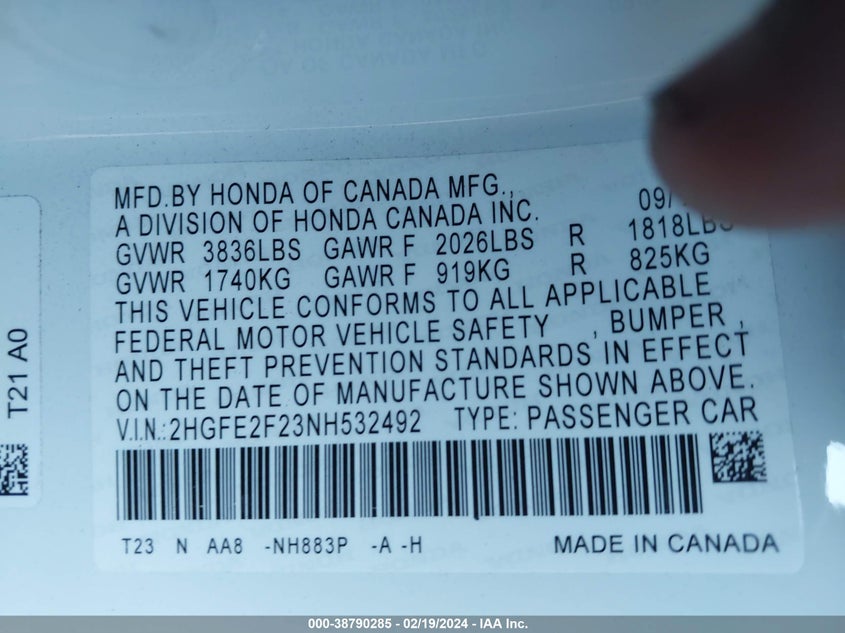 MFD.BY HONDA OF CANADA MFG.,
A DIVISION OF HONDA CANADA INC. 09/
GVWR 3836LBS GAWR F 2026LBS R 1818LBS
GVWR 1740KG GAWR F 919KG R 825KG
THIS VEHICLE CONFORMS TO ALL APPLICABLE
FEDERAL MOTOR VEHICLE SAFETY , BUMPER ,
AND THEFT PREVENTION STANDARDS IN EFFECT
ON THE DATE OF MANUFACTURE SHOWN ABOVE.
V.I.N.:2HGFE2F23NH532492 TYPE: PASSENGER CAR
T23 N AA8 -NH883P -A -H MADE IN CANADA
T21 A0
000-38790285 - 02/19/2024 - IAA Inc.